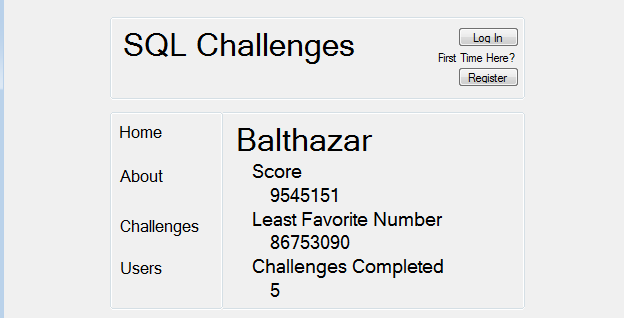 SQL Challenges
Log In
First Time Here?
Register
Home
About
Challenges
Users
Balthazar
Score
9545151
Least Favorite Number
86753090
Challenges Completed
5